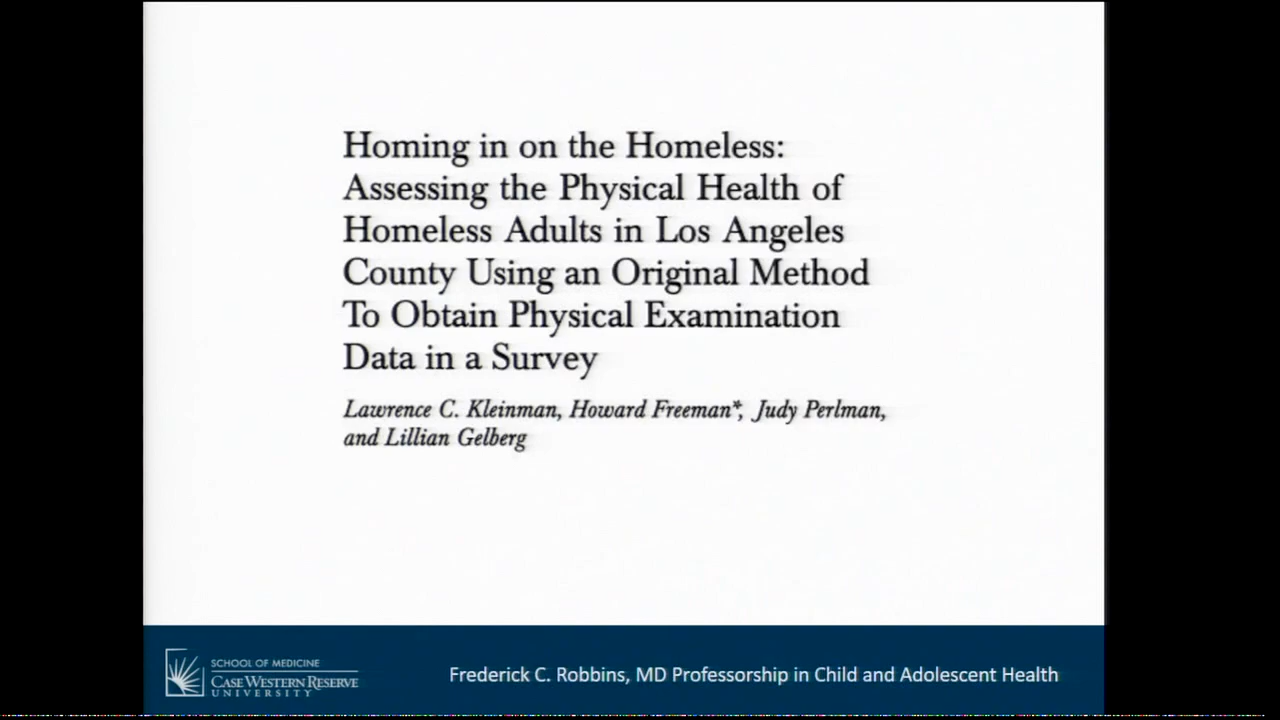 Homing in on the Homeless:
Assessing the Physical Health of
Homeless Adults in Los Angeles
County Using an Original Method
To Obtain Physical Examination
Data in a Survey
Lawrence C. Kleinman, Howard Freeman*, Judy Perlman,
and Lillian Gelberg
SCHOOL OF MEDICINE
CASE WESTERN RESERVE
UNIVERSITY
Frederick C. Robbins, MD Professorship in Child and Adolescent Health